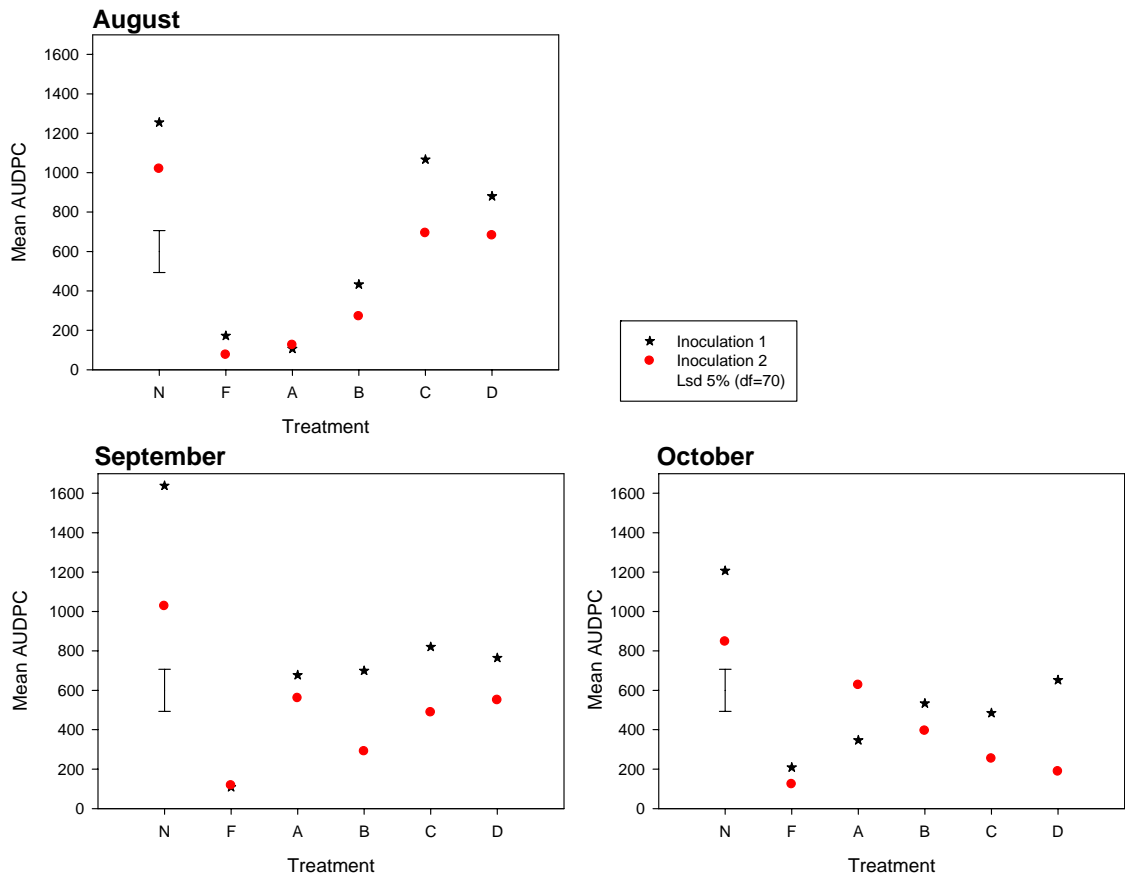 August
1600
1400
1200
1000
800
600
400
200
0
Mean AUDPC
N F A B C D
Treatment
Inoculation 1
Inoculation 2
Lsd 5% (df=70)
September
1600
1400
1200
1000
800
600
400
200
0
Mean AUDPC
N F A B C D
Treatment
October
1600
1400
1200
1000
800
600
400
200
0
Mean AUDPC
N F A B C D
Treatment